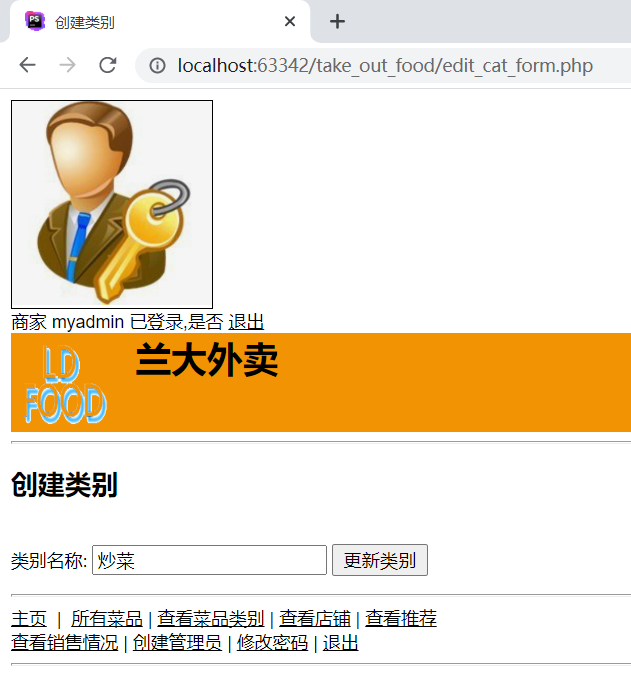 PS 创建类别
localhost:63342/take_out_food/edit_cat_form.php
商家 myadmin 已登录,是否 退出
LD FOOD
兰大外卖
创建类别
类别名称: 炒菜 更新类别
主页 | 所有菜品 | 查看菜品类别 | 查看店铺 | 查看推荐
查看销售情况 | 创建管理员 | 修改密码 | 退出